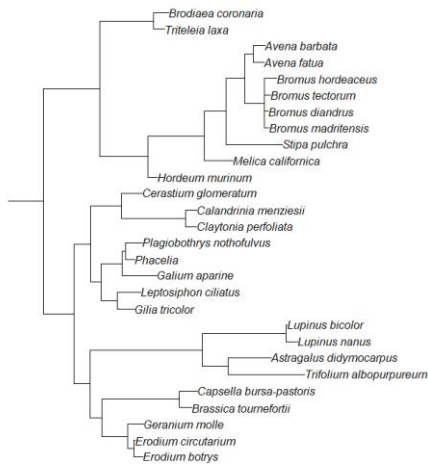 Brodiaea coronaria
Triteleia laxa
Avena barbata
Avena fatua
Bromus hordeaceus
Bromus tectorum
Bromus diandrus
Bromus madritensis
Stipa pulchra
Melica californica
Hordeum murinum
Cerastium glomeratum
Calandrinia menziesii
Claytonia perfoliata
Plagiobothrys nothofulvus
Phacelia
Galium aparine
Leptosiphon ciliatus
Gilia tricolor
Lupinus bicolor
Lupinus nanus
Astragalus didymocarpus
Trifolium albopurpureum
Capsella bursa-pastoris
Brassica tournefortii
Geranium molle
Erodium circutarium
Erodium botrys